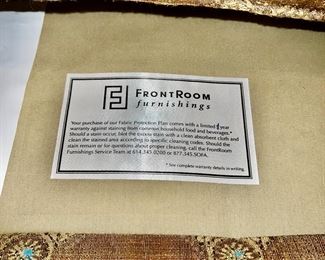 FRONTROOM
furnishings
Your purchase of our Fabric Protection Plan comes with a limited 1 year
warranty against staining from common household food and beverages.*
Should a stain occur, blot the excess stain with a clean absorbent cloth and
clean the stained area according to specific cleaning codes. Should the
stain remain or for questions about proper cleaning, call the FrontRoom
Furnishings Service Team at 614.345.0200 or 877.345.SOFA.
* See complete warranty details in writing.